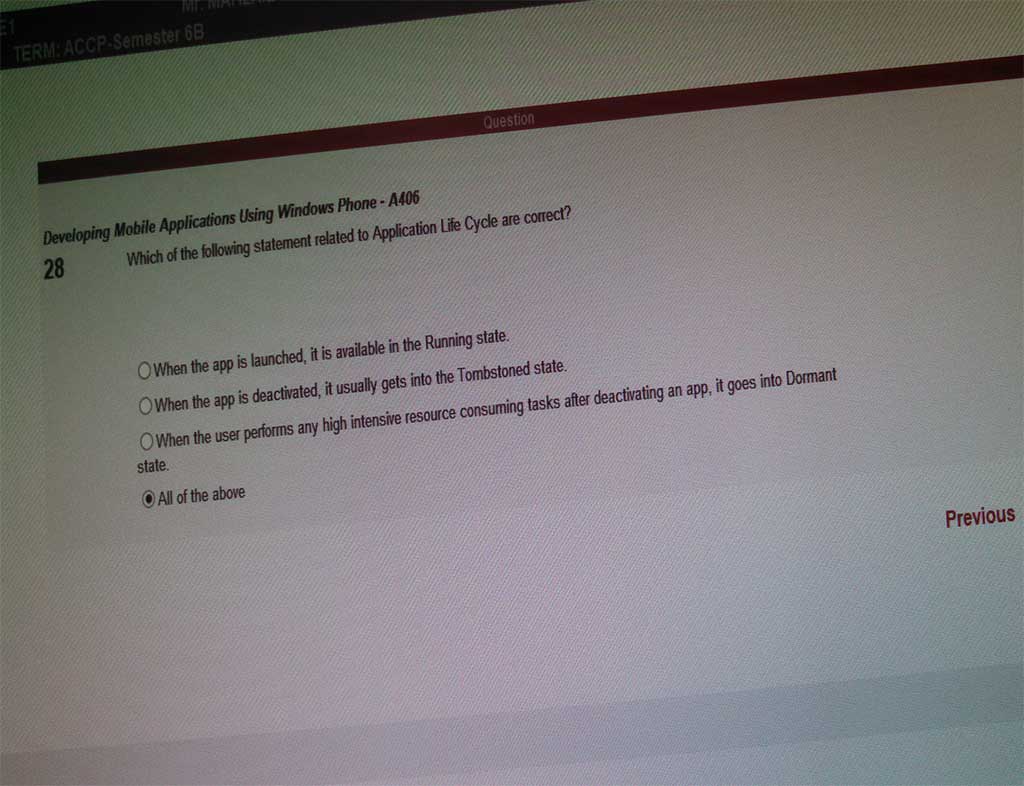 E1
TERM: ACCP-Semester 6B
Question
Developing Mobile Applications Using Windows Phone - A406
28 Which of the following statement related to Application Life Cycle are correct?
When the app is launched, it is available in the Running state.
When the app is deactivated, it usually gets into the Tombstoned state.
When the user performs any high intensive resource consuming tasks after deactivating an app, it goes into Dormant
state.
All of the above
Previous